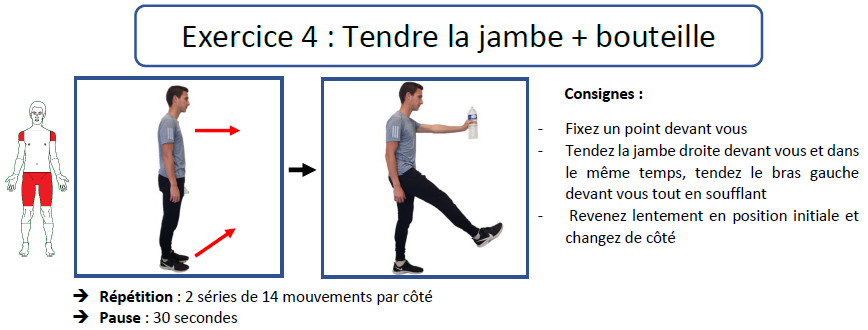 Exercice 4 : Tendre la jambe + bouteille
Consignes :
- Fixez un point devant vous
- Tendez la jambe droite devant vous et dans
le même temps, tendez le bras gauche
devant vous tout en soufflant
- Revenez lentement en position initiale et
changez de côté
➔ Répétition : 2 séries de 14 mouvements par côté
➔ Pause : 30 secondes